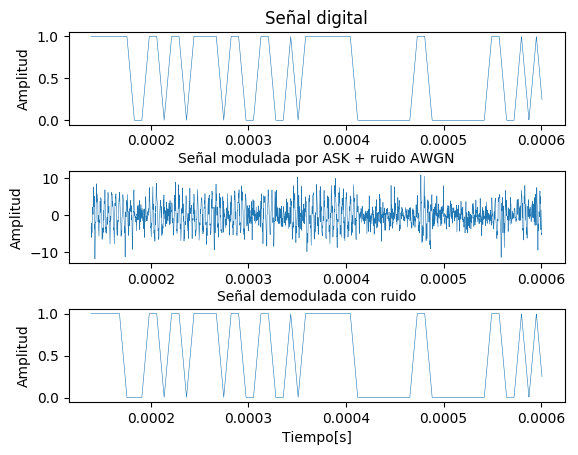 Señal digital
Amplitud
1.0
0.5
0.0
0.0002 0.0003 0.0004 0.0005 0.0006
Señal modulada por ASK + ruido AWGN
Amplitud
10
0
−10
0.0002 0.0003 0.0004 0.0005 0.0006
Señal demodulada con ruido
Amplitud
1.0
0.5
0.0
0.0002 0.0003 0.0004 0.0005 0.0006
Tiempo[s]